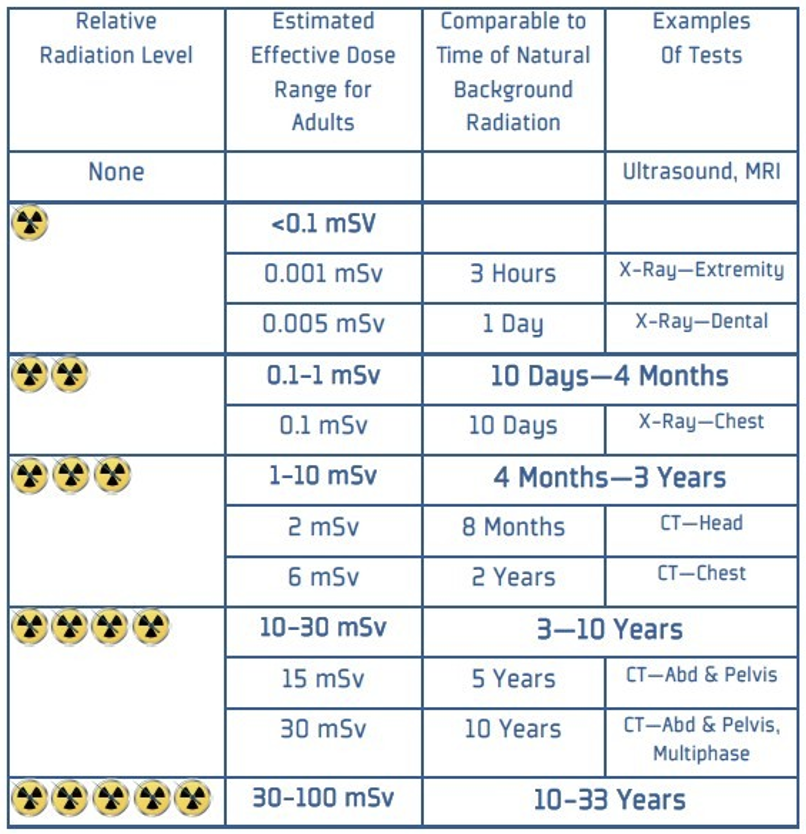 Relative
Radiation Level
Estimated
Effective Dose
Range for
Adults
Comparable to
Time of Natural
Background
Radiation
Examples
Of Tests
None
Ultrasound, MRI
<0.1 mSV
0.001 mSv
3 Hours
X-Ray—Extremity
0.005 mSv
1 Day
X-Ray—Dental
0.1-1 mSv
10 Days—4 Months
0.1 mSv
10 Days
X-Ray—Chest
1-10 mSv
4 Months—3 Years
2 mSv
8 Months
CT—Head
6 mSv
2 Years
CT—Chest
10-30 mSv
3—10 Years
15 mSv
5 Years
CT—Abd & Pelvis
30 mSv
10 Years
CT—Abd & Pelvis,
Multiphase
30-100 mSv
10-33 Years